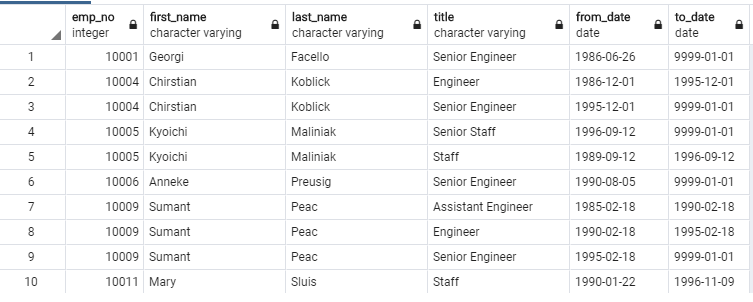 emp_no first_name last_name title from_date to_date
integer character varying character varying character varying date date
1 10001 Georgi Facello Senior Engineer 1986-06-26 9999-01-01
2 10004 Chirstian Koblick Engineer 1986-12-01 1995-12-01
3 10004 Chirstian Koblick Senior Engineer 1995-12-01 9999-01-01
4 10005 Kyoichi Maliniak Senior Staff 1996-09-12 9999-01-01
5 10005 Kyoichi Maliniak Staff 1989-09-12 1996-09-12
6 10006 Anneke Preusig Senior Engineer 1990-08-05 9999-01-01
7 10009 Sumant Peac Assistant Engineer 1985-02-18 1990-02-18
8 10009 Sumant Peac Engineer 1990-02-18 1995-02-18
9 10009 Sumant Peac Senior Engineer 1995-02-18 9999-01-01
10 10011 Mary Sluis Staff 1990-01-22 1996-11-09